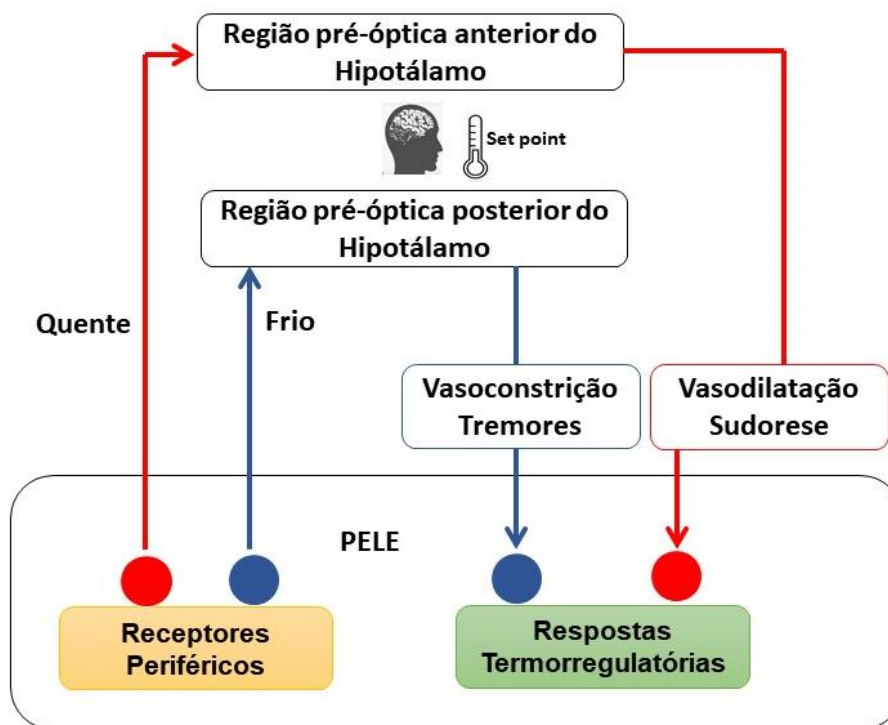 Região pré-óptica anterior do
Hipotálamo
Set point
Região pré-óptica posterior do
Hipotálamo
Quente
Frio
Vasoconstrição
Tremores
Vasodilatação
Sudorese
PELE
Receptores
Periféricos
Respostas
Termorregulatórias